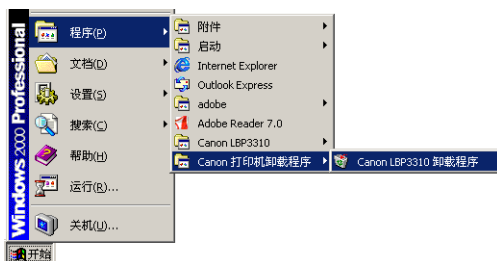 Windows 2000 Professional
程序(P)
文档(D)
设置(S)
搜索(C)
帮助(H)
运行(R)...
关机(U)...
开始
附件
启动
Internet Explorer
Outlook Express
adobe
Adobe Reader 7.0
Canon LBP3310
Canon 打印机卸载程序
Canon LBP3310 卸载程序